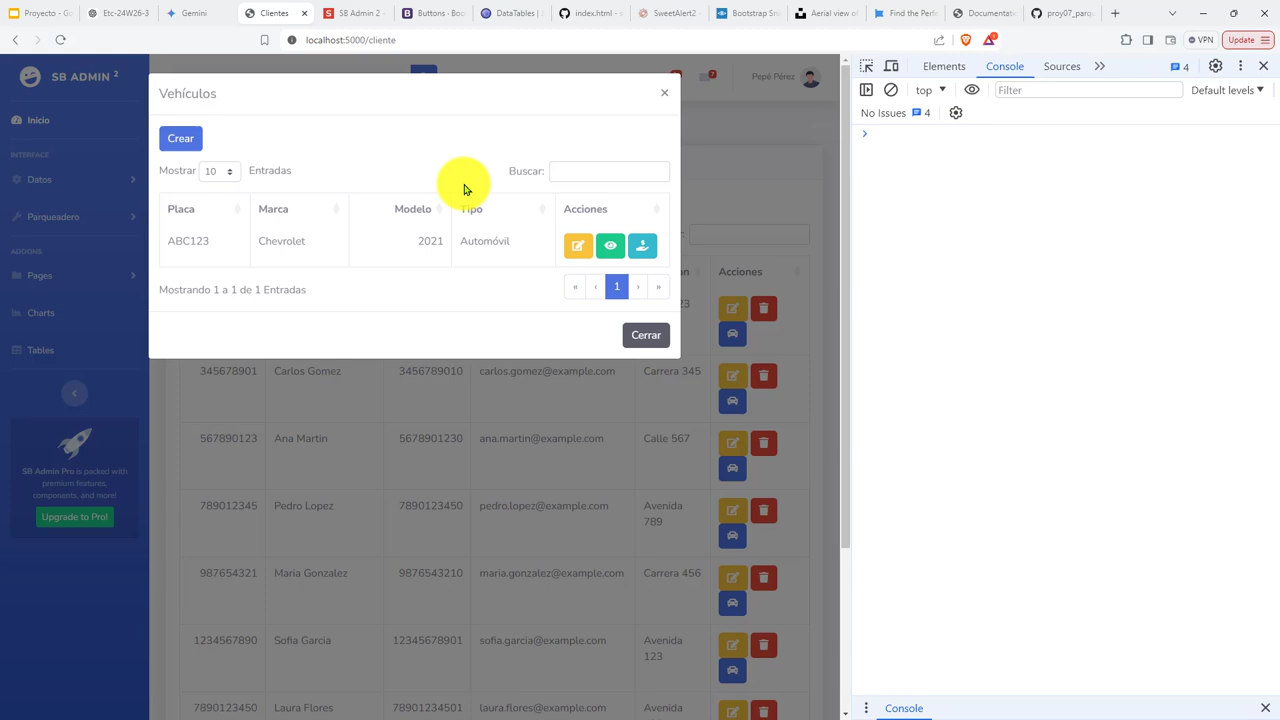 Proyecto - Ga
Etc-24W26-3
Gemini
Clientes
SB Admin 2 -
Buttons - Boo
DataTables |
index.html - s
SweetAlert2
Bootstrap Snip
Aerial view of
Find the Perfe
Documentati
proy07_parqu
localhost:5000/cliente
VPN
Update
SB ADMIN 2
Inicio
INTERFACE
Datos
Parqueadero
ADDONS
Pages
Charts
Tables
SB Admin Pro is packed with
premium features,
components, and more!
Upgrade to Pro!
7
Pepé Pérez
Vehículos
×
Crear
Mostrar 10 Entradas
Buscar:
Placa Marca Modelo Tipo Acciones
ABC123 Chevrolet 2021 Automóvil
Mostrando 1 a 1 de 1 Entradas
« ‹ 1 › »
Cerrar
Acciones
345678901 Carlos Gomez 3456789010 carlos.gomez@example.com Carrera 345
567890123 Ana Martin 5678901230 ana.martin@example.com Calle 567
789012345 Pedro Lopez 7890123450 pedro.lopez@example.com Avenida
789
987654321 Maria Gonzalez 9876543210 maria.gonzalez@example.com Carrera 456
1234567890 Sofia Garcia 12345678901 sofia.garcia@example.com Avenida
123
7890123450 Laura Flores 78901234501 laura.flores@example.com Avenida
Elements Console Sources 4
top Filter Default levels
No Issues 4
Console